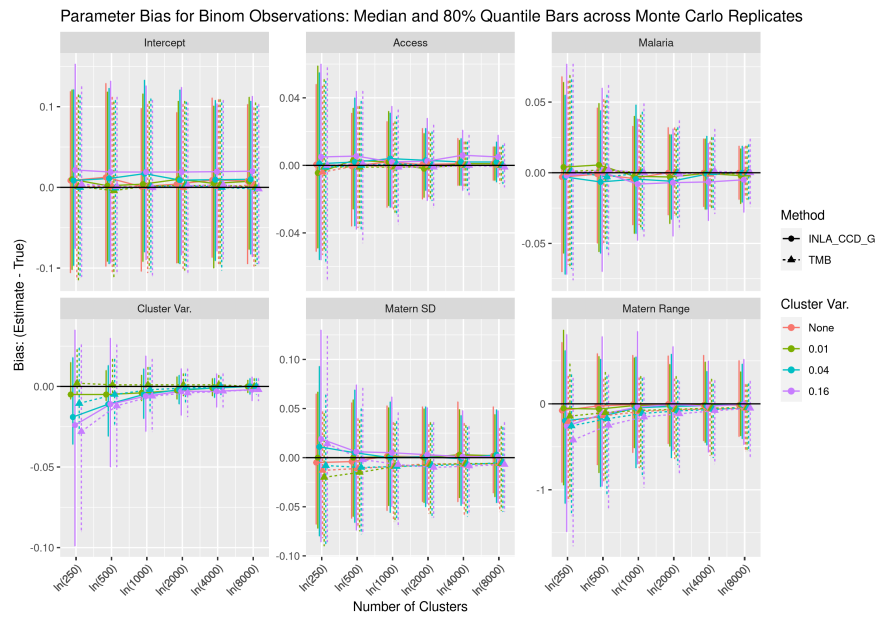 Parameter Bias for Binom Observations: Median and 80% Quantile Bars across Monte Carlo Replicates
Intercept
Access
Malaria
0.1
0.0
-0.1
0.04
0.00
-0.04
0.05
0.00
-0.05
Cluster Var.
Matern SD
Matern Range
0.00
-0.05
-0.10
0.10
0.05
0.00
-0.05
-0.10
0
-1
ln(250)
ln(500)
ln(1000)
ln(2000)
ln(4000)
ln(8000)
ln(250)
ln(500)
ln(1000)
ln(2000)
ln(4000)
ln(8000)
ln(250)
ln(500)
ln(1000)
ln(2000)
ln(4000)
ln(8000)
Number of Clusters
Bias: (Estimate - True)
Method
INLA_CCD_G
TMB
Cluster Var.
None
0.01
0.04
0.16